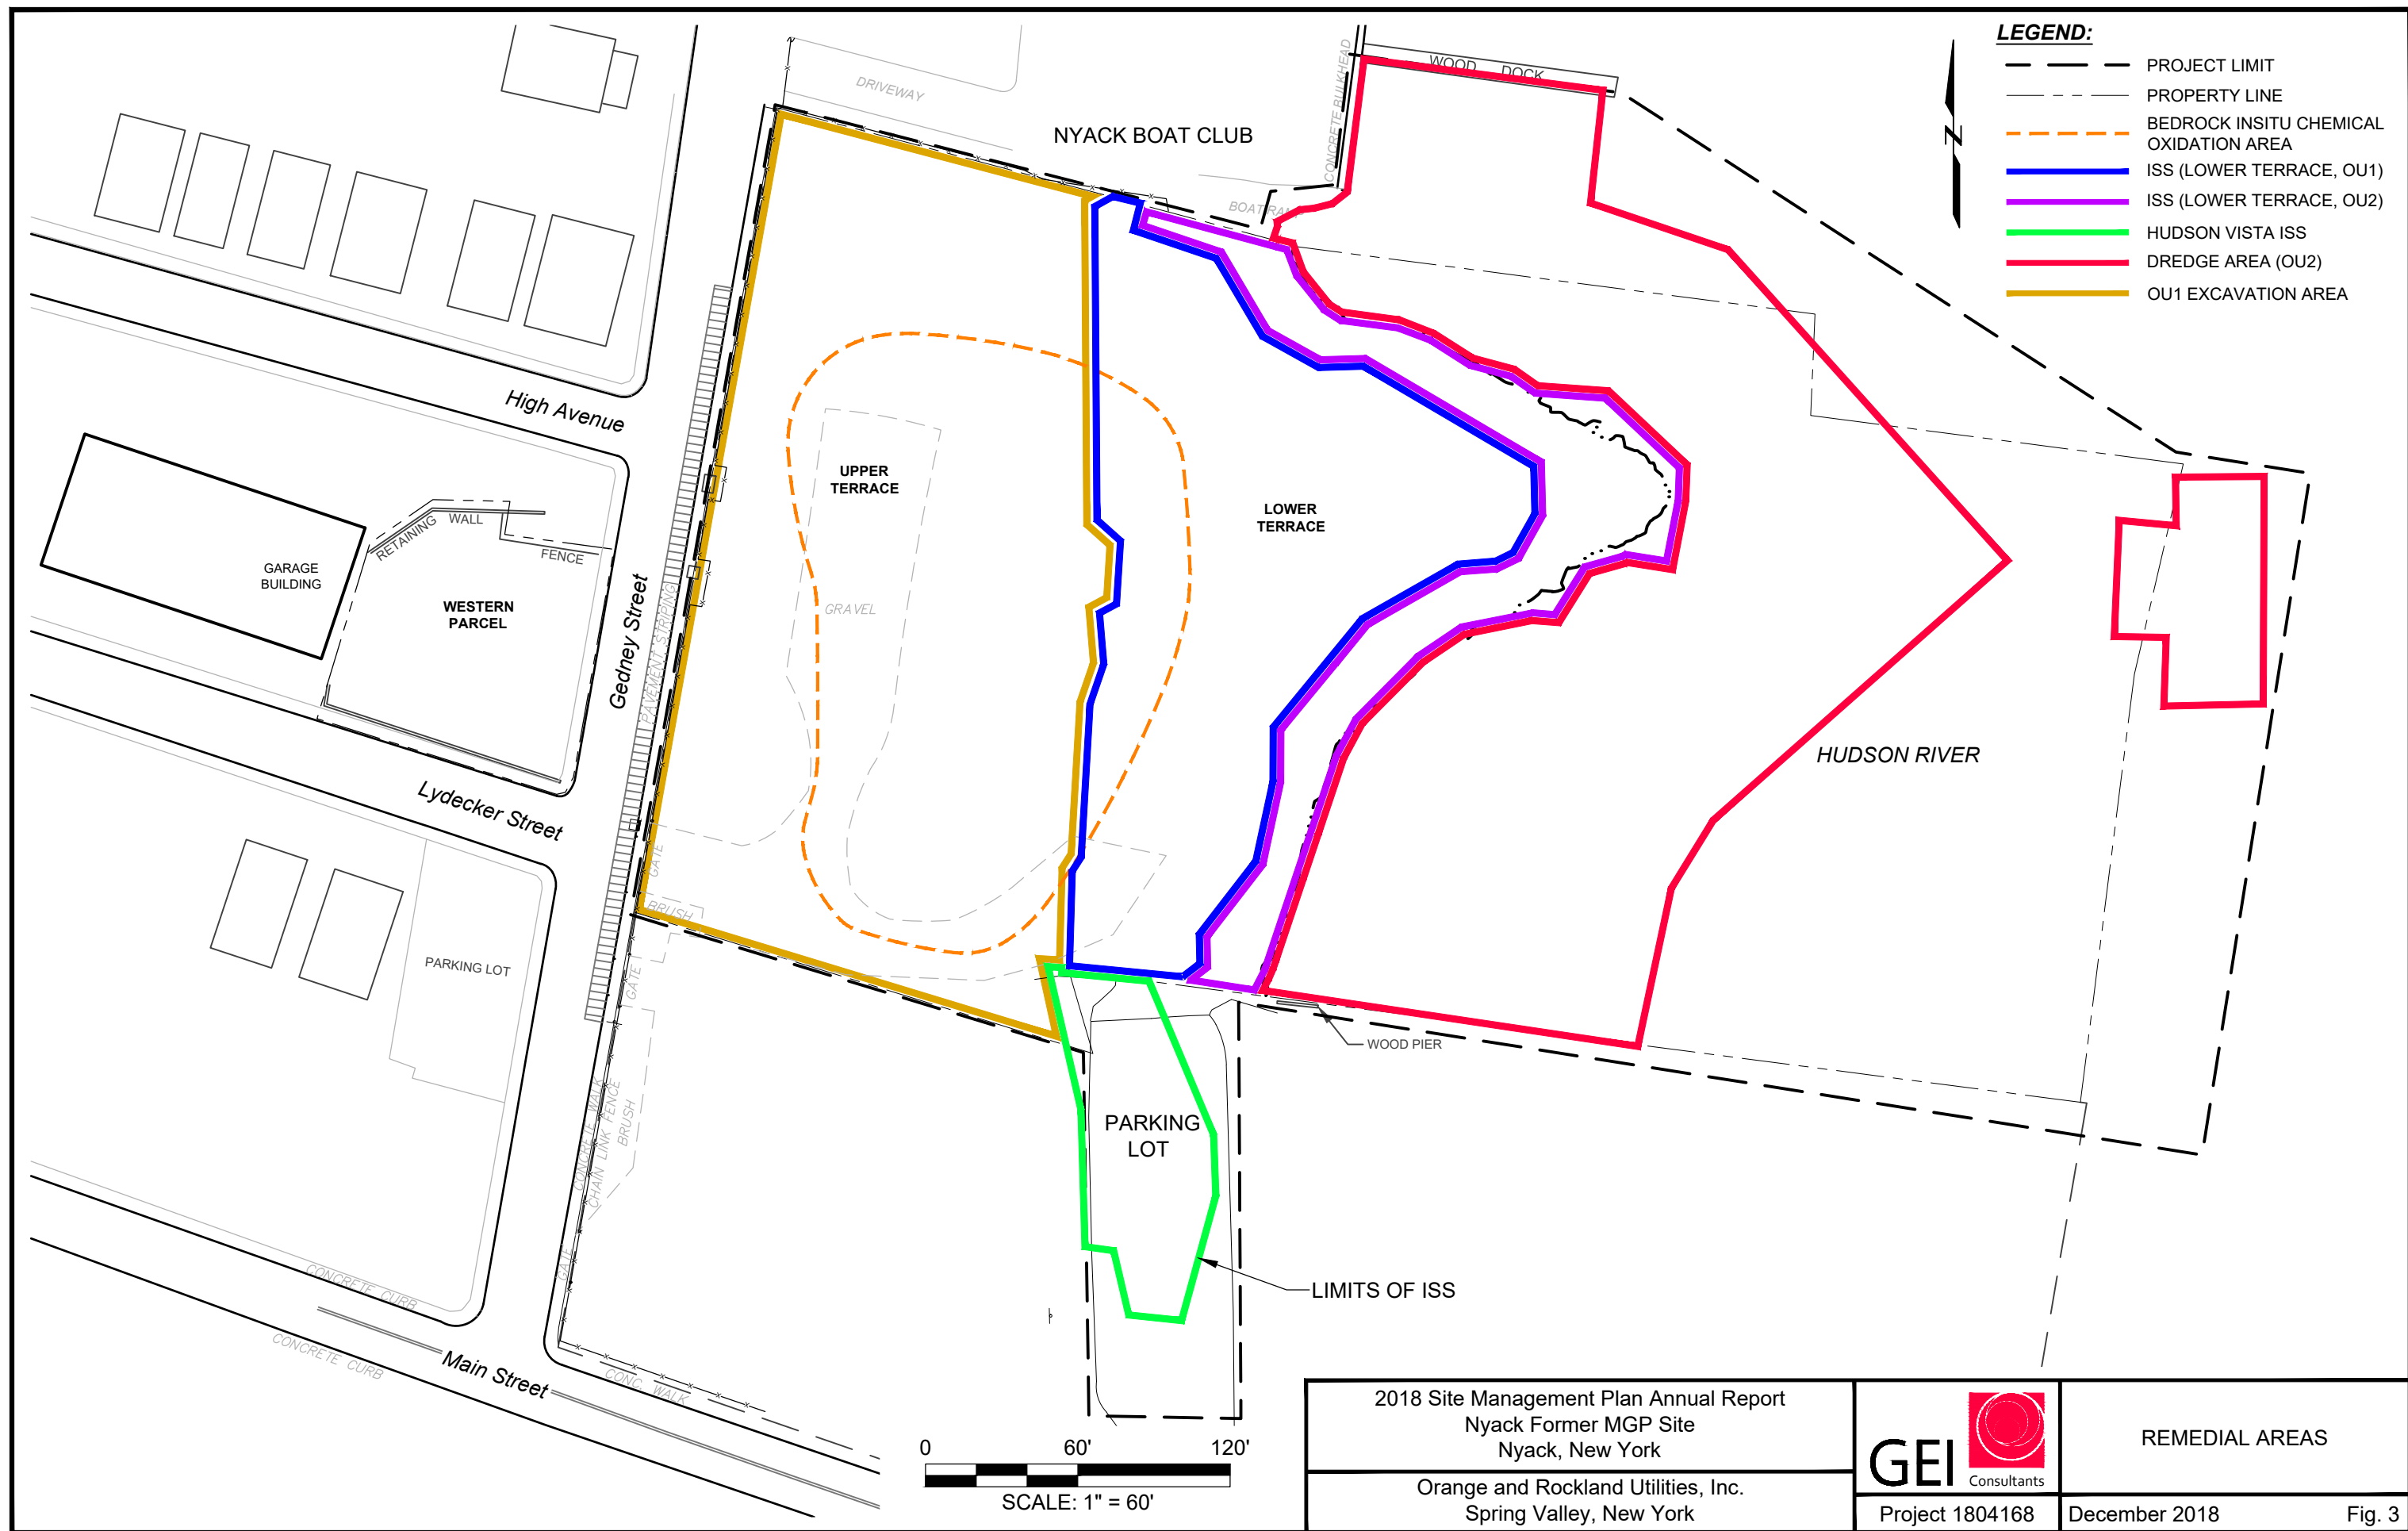 LEGEND:
PROJECT LIMIT
PROPERTY LINE
BEDROCK INSITU CHEMICAL
OXIDATION AREA
ISS (LOWER TERRACE, OU1)
ISS (LOWER TERRACE, OU2)
HUDSON VISTA ISS
DREDGE AREA (OU2)
OU1 EXCAVATION AREA
N
DRIVEWAY
NYACK BOAT CLUB
CONCRETE BULKHEAD
WOOD DOCK
BOAT RAMP
High Avenue
UPPER
TERRACE
LOWER
TERRACE
RETAINING
WALL
FENCE
GARAGE
BUILDING
WESTERN
PARCEL
Gedney Street
PAVEMENT STRIPING
GRAVEL
HUDSON RIVER
Lydecker Street
GATE
BRUSH
PARKING LOT
GATE
WOOD PIER
CONCRETE WALK
CHAIN LINK FENCE
BRUSH
PARKING
LOT
GATE
LIMITS OF ISS
CONCRETE CURB
CONCRETE CURB
Main Street
CONC. WALK
0 60' 120'
SCALE: 1" = 60'
2018 Site Management Plan Annual Report
Nyack Former MGP Site
Nyack, New York
Orange and Rockland Utilities, Inc.
Spring Valley, New York
GEI
Consultants
Project 1804168
REMEDIAL AREAS
December 2018
Fig. 3